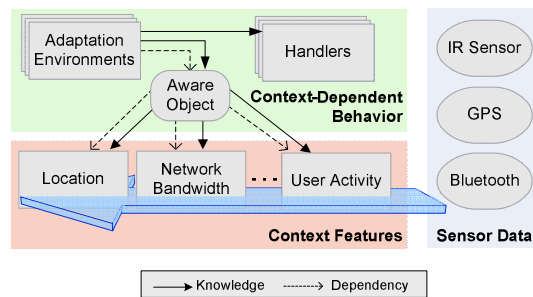 Adaptation
Environments
Handlers
Aware
Object
Context-Dependent
Behavior
Location
Network
Bandwidth
User Activity
Context Features
IR Sensor
GPS
Bluetooth
Sensor Data
Knowledge
Dependency